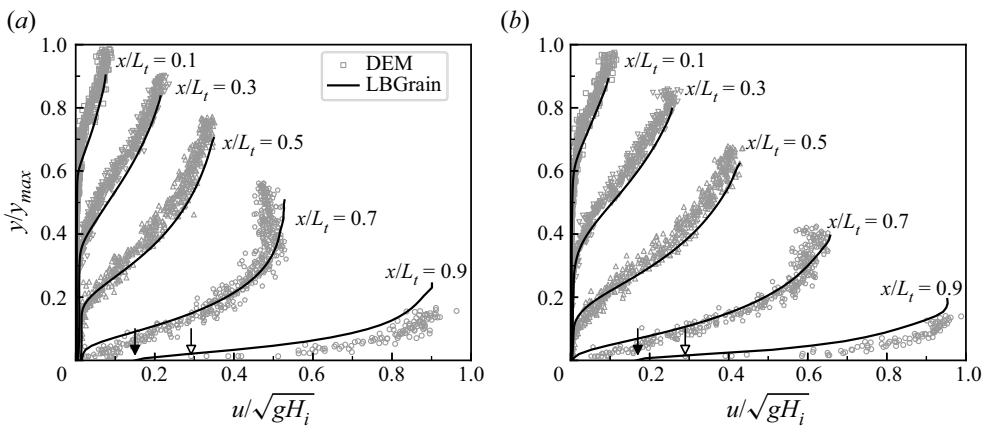 (a)
1.0
0.8
0.6
0.4
0.2
0
y/y_max
x/L_t = 0.1
x/L_t = 0.3
x/L_t = 0.5
x/L_t = 0.7
x/L_t = 0.9
DEM
LBGrain
0.2
0.4
0.6
0.8
1.0
u/√gH_i
(b)
1.0
0.8
0.6
0.4
0.2
0
x/L_t = 0.1
x/L_t = 0.3
x/L_t = 0.5
x/L_t = 0.7
x/L_t = 0.9
0.2
0.4
0.6
0.8
1.0
u/√gH_i